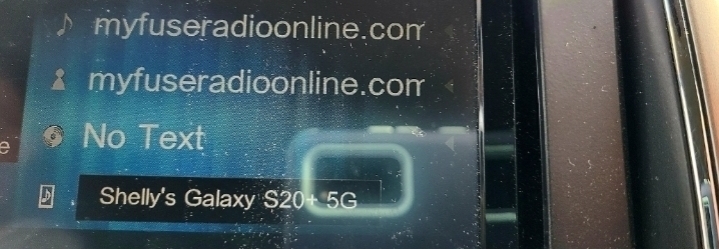 myfuseradioonline.com
myfuseradioonline.com
No Text
e
Shelly's Galaxy S20+ 5G